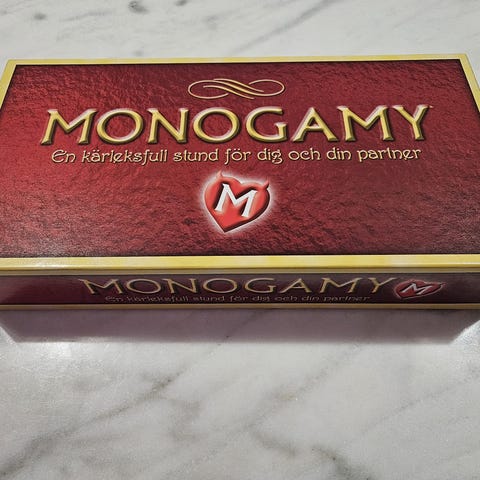 MONOGAMY
En kärleksfull stund för dig och din partner
M
MONOGAMY
M
En kärleksfull stund för dig och din partner